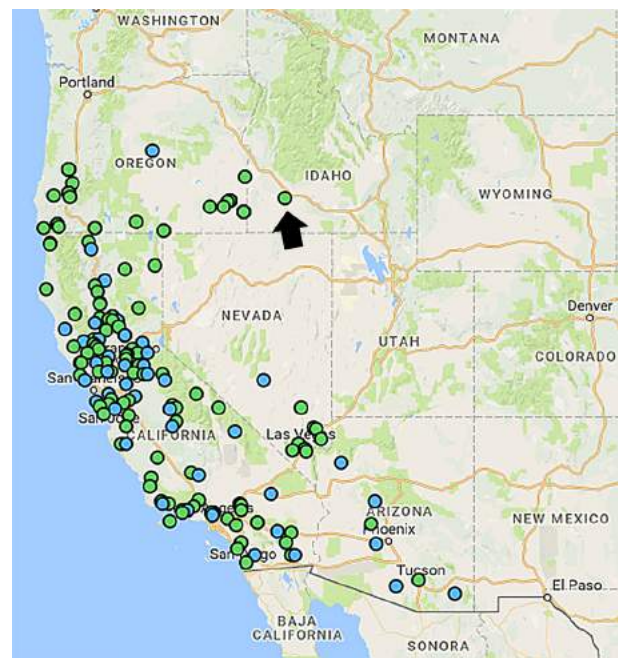 WASHINGTON
MONTANA
Portland
OREGON
IDAHO
WYOMING
NEVADA
Denver
UTAH
COLORADO
CALIFORNIA
Las Vegas
ARIZONA
NEW MEXICO
Phoenix
San Diego
Tucson
El Paso
BAJA
CALIFORNIA
SONORA